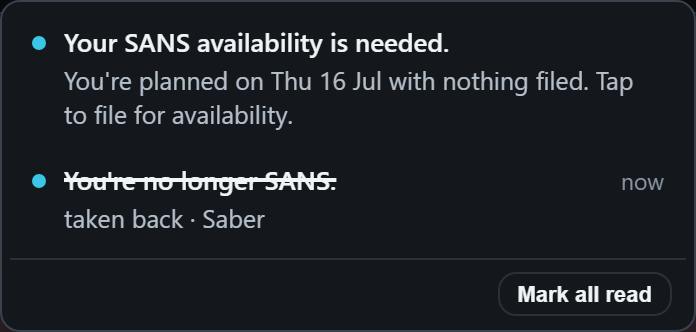 Your SANS availability is needed.
You're planned on Thu 16 Jul with nothing filed. Tap
to file for availability.
You're no longer SANS.
now
taken back · Saber
Mark all read